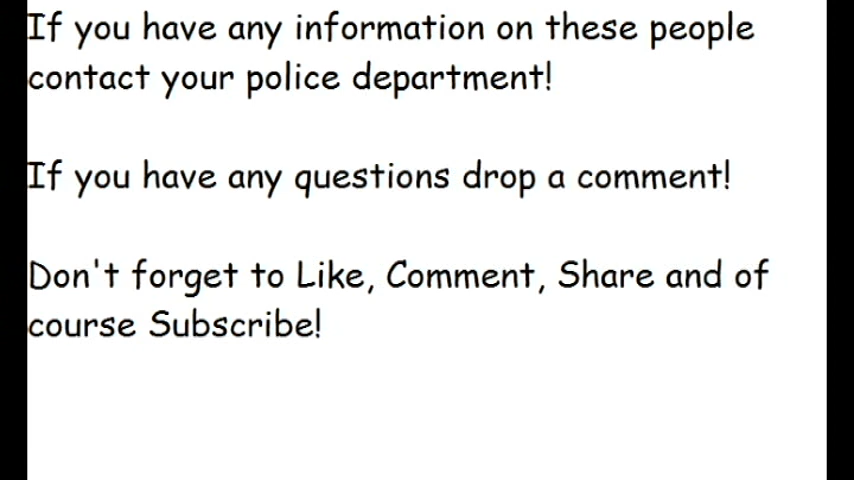 If you have any information on these people
contact your police department!
If you have any questions drop a comment!
Don't forget to Like, Comment, Share and of
course Subscribe!